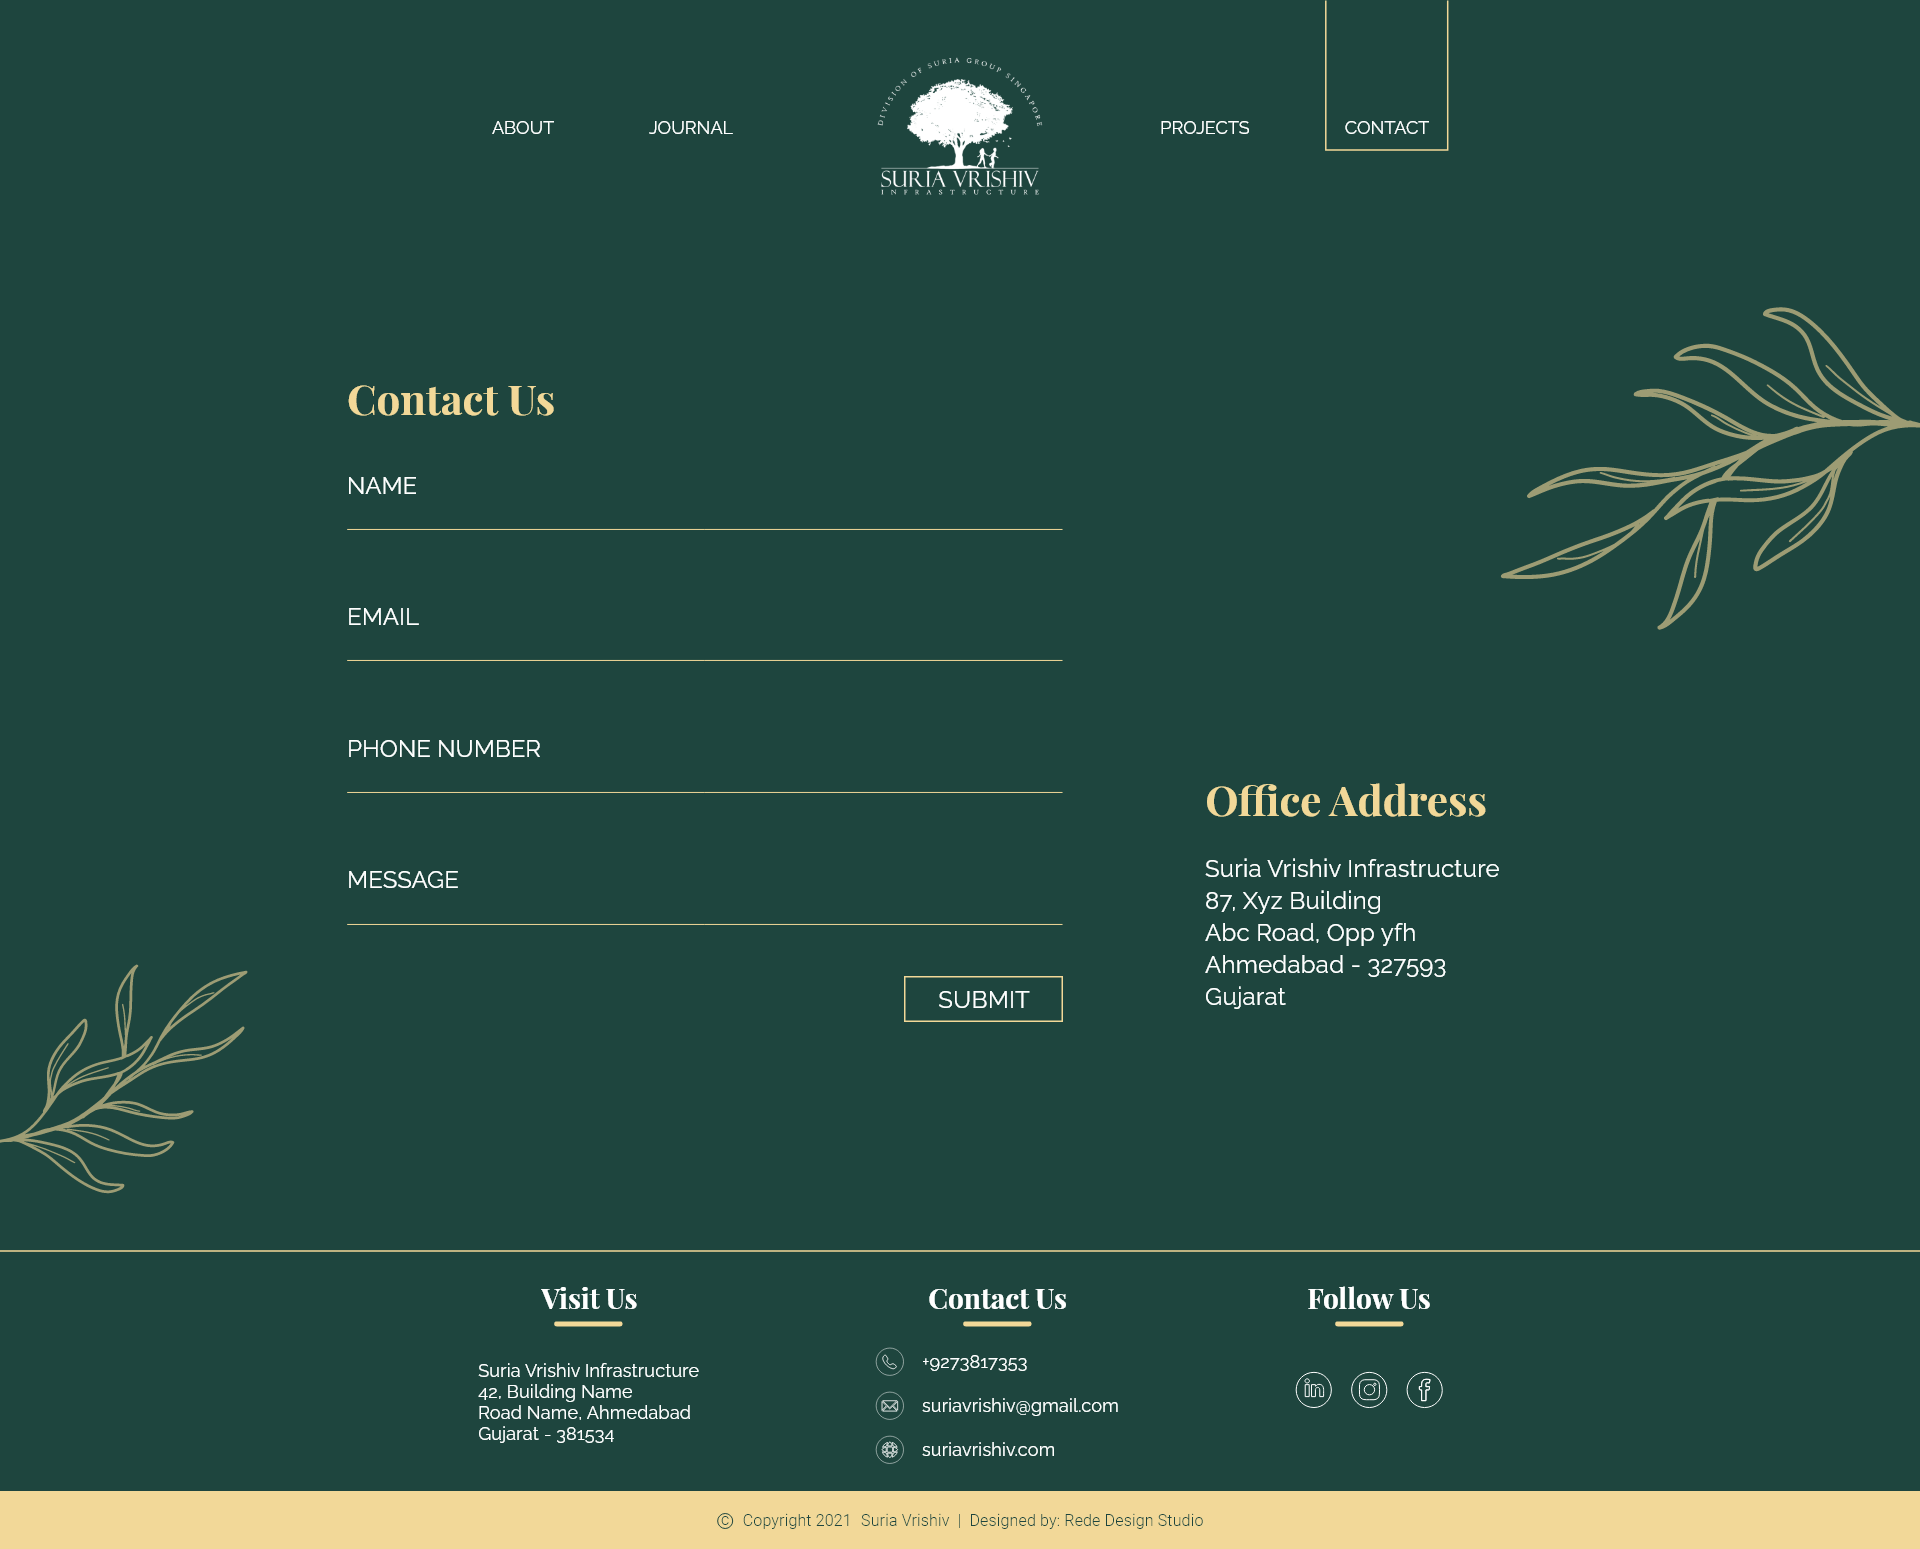 ABOUT
JOURNAL
DIVISION OF SURIA GROUP SINGAPORE
SURIA VRISHIV
INFRASTRUCTURE
PROJECTS
CONTACT
Contact Us
NAME
EMAIL
PHONE NUMBER
MESSAGE
SUBMIT
Office Address
Suria Vrishiv Infrastructure
87, Xyz Building
Abc Road, Opp yfh
Ahmedabad - 327593
Gujarat
Visit Us
Suria Vrishiv Infrastructure
42, Building Name
Road Name, Ahmedabad
Gujarat - 381534
Contact Us
+9273817353
suriavrishiv@gmail.com
suriavrishiv.com
Follow Us
in
f
© Copyright 2021 Suria Vrishiv | Designed by: Rede Design Studio